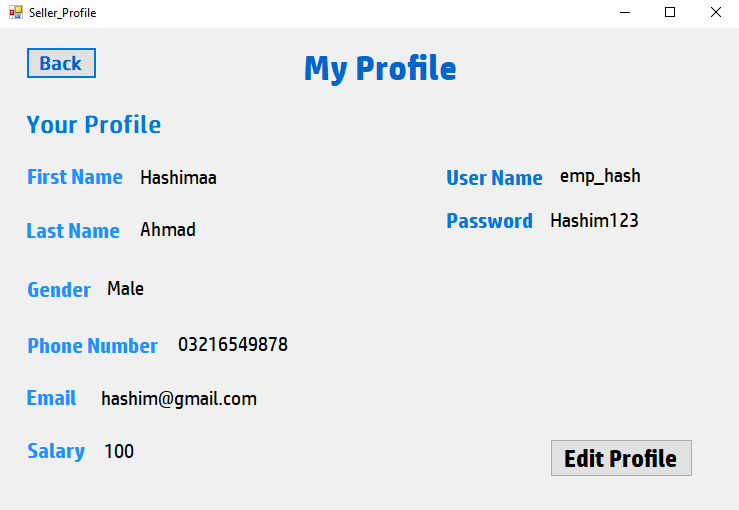 Seller_Profile
Back
My Profile
Your Profile
First Name Hashimaa
User Name emp_hash
Last Name Ahmad
Password Hashim123
Gender Male
Phone Number 03216549878
Email hashim@gmail.com
Salary 100
Edit Profile